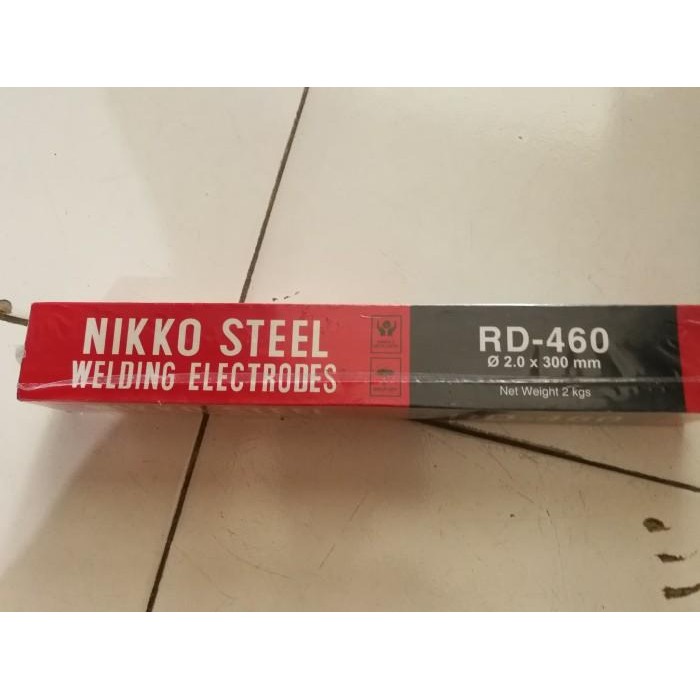 NIKKO STEEL
WELDING ELECTRODES
RD-460
Ø 2.0 x 300 mm
Net Weight 2 kgs